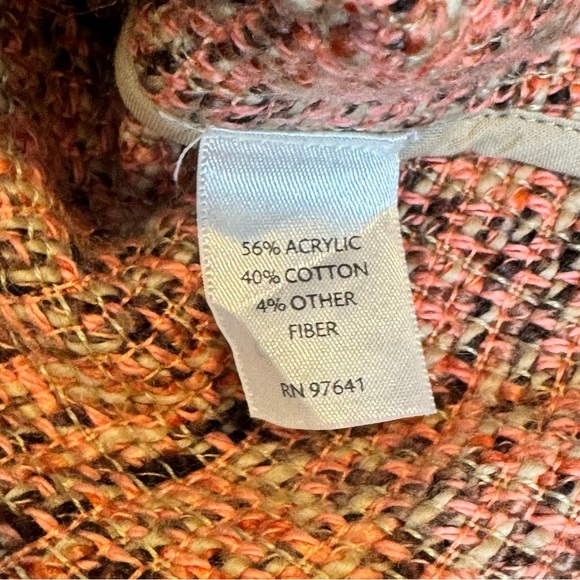 56% ACRYLIC
40% COTTON
4% OTHER
FIBER
RN 97641